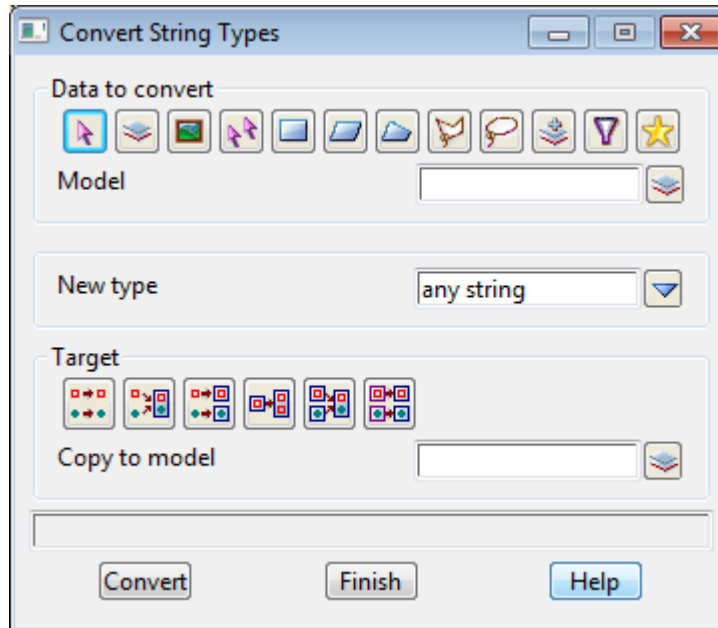 Convert String Types
Data to convert
Model
New type any string
Target
Copy to model
Convert Finish Help